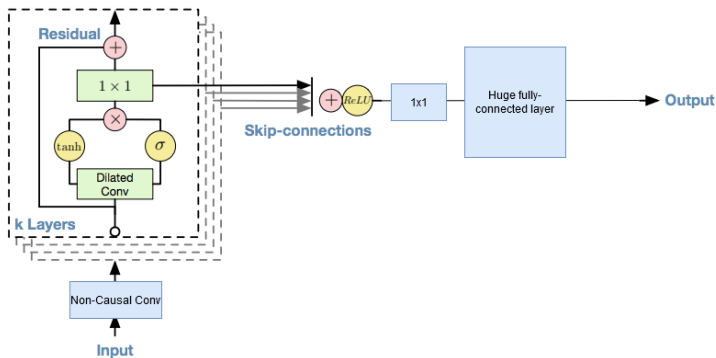 Residual
+
1 × 1
×
tanh
σ
Dilated
Conv
k Layers
Non-Causal Conv
Input
Skip-connections
+
ReLU
1x1
Huge fully-
connected layer
Output